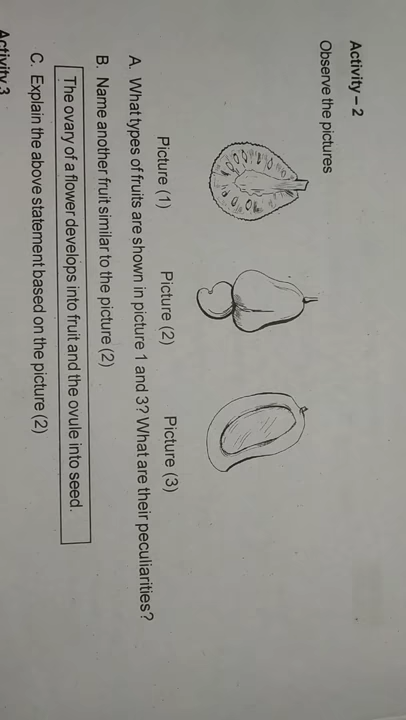 Activity – 2
Observe the pictures
Picture (1) Picture (2) Picture (3)
A. What types of fruits are shown in picture 1 and 3? What are their peculiarities?
B. Name another fruit similar to the picture (2)
The ovary of a flower develops into fruit and the ovule into seed.
C. Explain the above statement based on the picture (2)
Activity 3